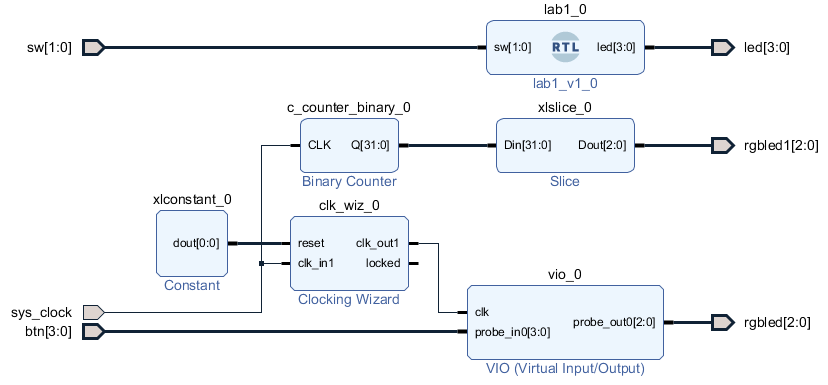 lab1_0
sw[1:0]
sw[1:0]
RTL
led[3:0]
led[3:0]
lab1_v1_0
c_counter_binary_0
xlslice_0
CLK
Q[31:0]
Din[31:0]
Dout[2:0]
rgbled1[2:0]
Binary Counter
Slice
xlconstant_0
clk_wiz_0
dout[0:0]
reset
clk_out1
clk_in1
locked
Constant
Clocking Wizard
vio_0
sys_clock
clk
btn[3:0]
probe_in0[3:0]
probe_out0[2:0]
rgbled[2:0]
VIO (Virtual Input/Output)